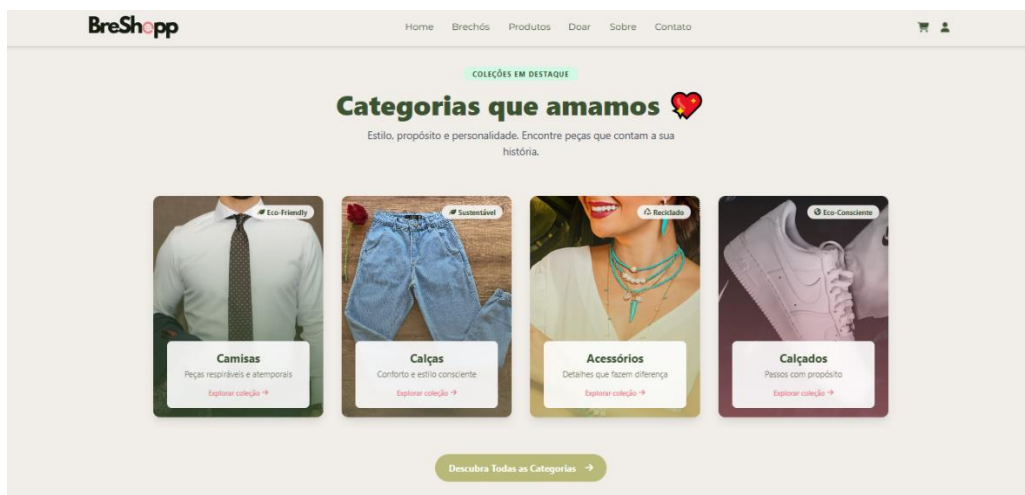 BreShopp
Home Brechós Produtos Doar Sobre Contato
COLEÇÕES EM DESTAQUE
Categorias que amamos 💖
Estilo, propósito e personalidade. Encontre peças que contam a sua
história.
Eco-Friendly
Sustentável
Reciclado
Eco-Consciente
Camisas
Peças respiráveis e atemporais
Explorar coleção →
Calças
Conforto e estilo consciente
Explorar coleção →
Acessórios
Detalhes que fazem diferença
Explorar coleção →
Calçados
Passos com propósito
Explorar coleção →
Descubra Todas as Categorias →